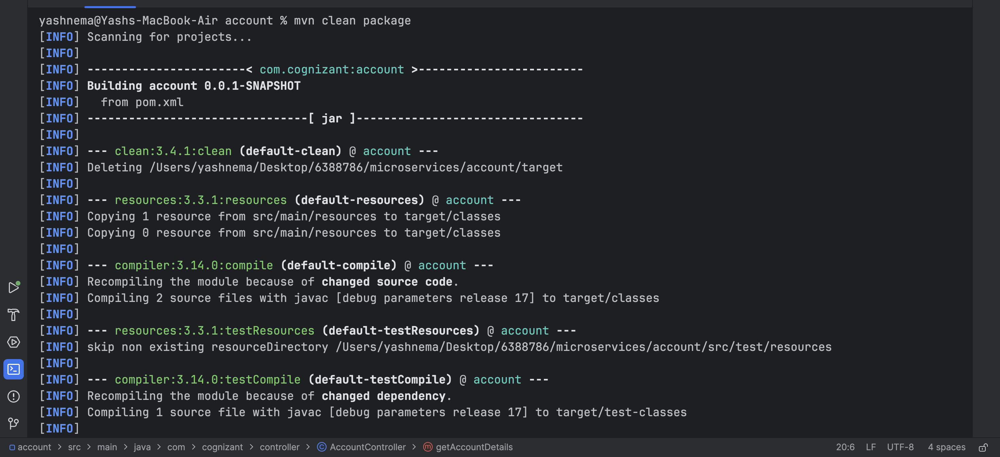 yashnema@Yashs-MacBook-Air account % mvn clean package
[INFO] Scanning for projects...
[INFO]
[INFO] -----------------------< com.cognizant:account >------------------------
[INFO] Building account 0.0.1-SNAPSHOT
[INFO]   from pom.xml
[INFO] --------------------------------[ jar ]---------------------------------
[INFO]
[INFO] --- clean:3.4.1:clean (default-clean) @ account ---
[INFO] Deleting /Users/yashnema/Desktop/6388786/microservices/account/target
[INFO]
[INFO] --- resources:3.3.1:resources (default-resources) @ account ---
[INFO] Copying 1 resource from src/main/resources to target/classes
[INFO] Copying 0 resource from src/main/resources to target/classes
[INFO]
[INFO] --- compiler:3.14.0:compile (default-compile) @ account ---
[INFO] Recompiling the module because of changed source code.
[INFO] Compiling 2 source files with javac [debug parameters release 17] to target/classes
[INFO]
[INFO] --- resources:3.3.1:testResources (default-testResources) @ account ---
[INFO] skip non existing resourceDirectory /Users/yashnema/Desktop/6388786/microservices/account/src/test/resources
[INFO]
[INFO] --- compiler:3.14.0:testCompile (default-testCompile) @ account ---
[INFO] Recompiling the module because of changed dependency.
[INFO] Compiling 1 source file with javac [debug parameters release 17] to target/test-classes
[INFO]
account > src > main > java > com > cognizant > controller > AccountController > getAccountDetails 20:6 LF UTF-8 4 spaces